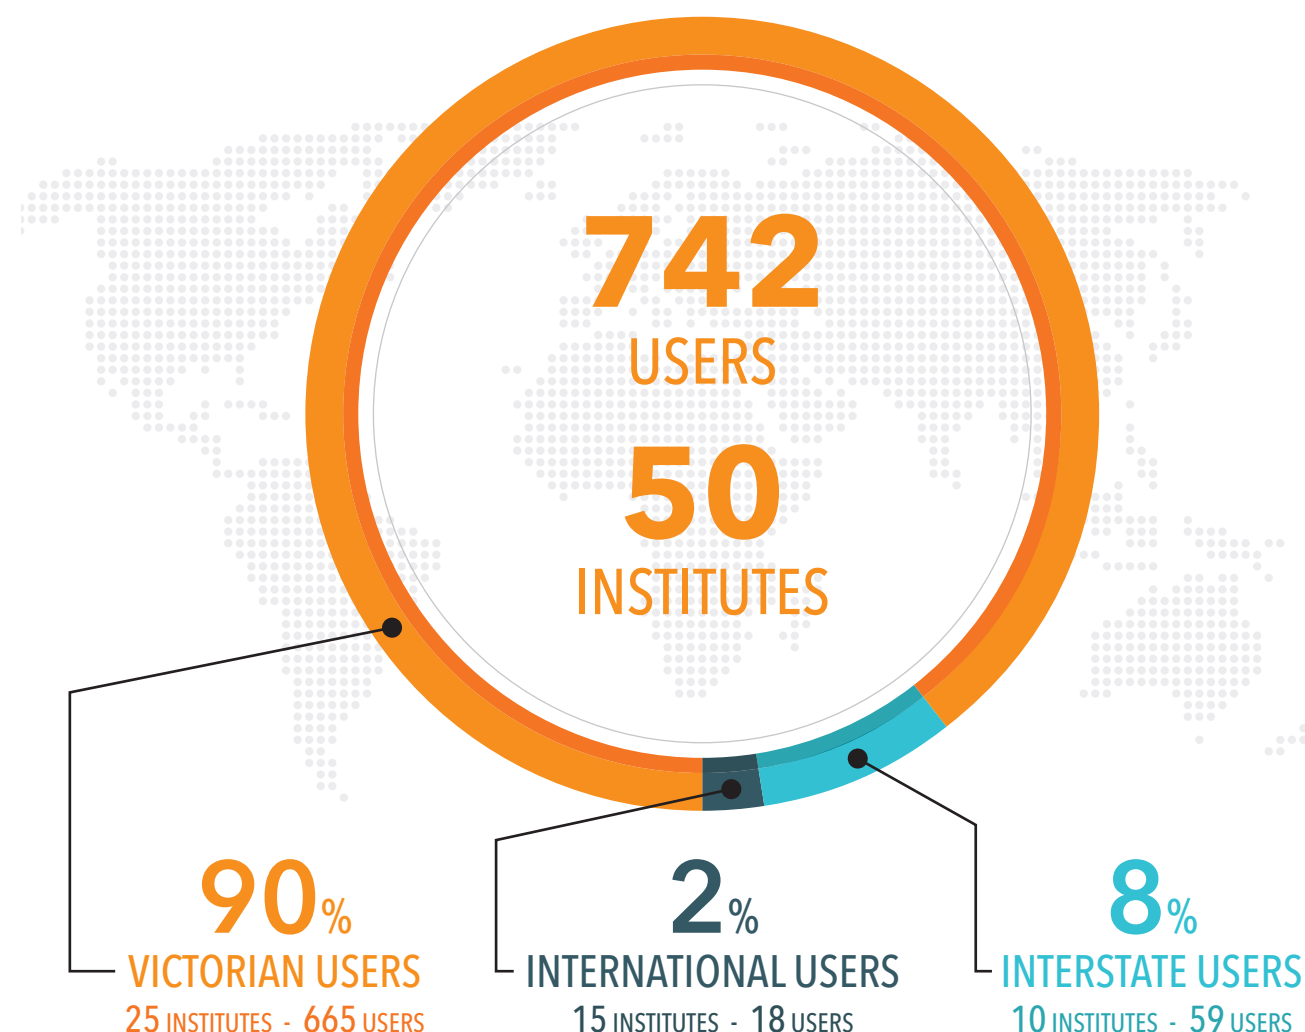 742
USERS
50
INSTITUTES
90%
VICTORIAN USERS
25 INSTITUTES - 665 USERS
2%
INTERNATIONAL USERS
15 INSTITUTES - 18 USERS
8%
INTERSTATE USERS
10 INSTITUTES - 59 USERS